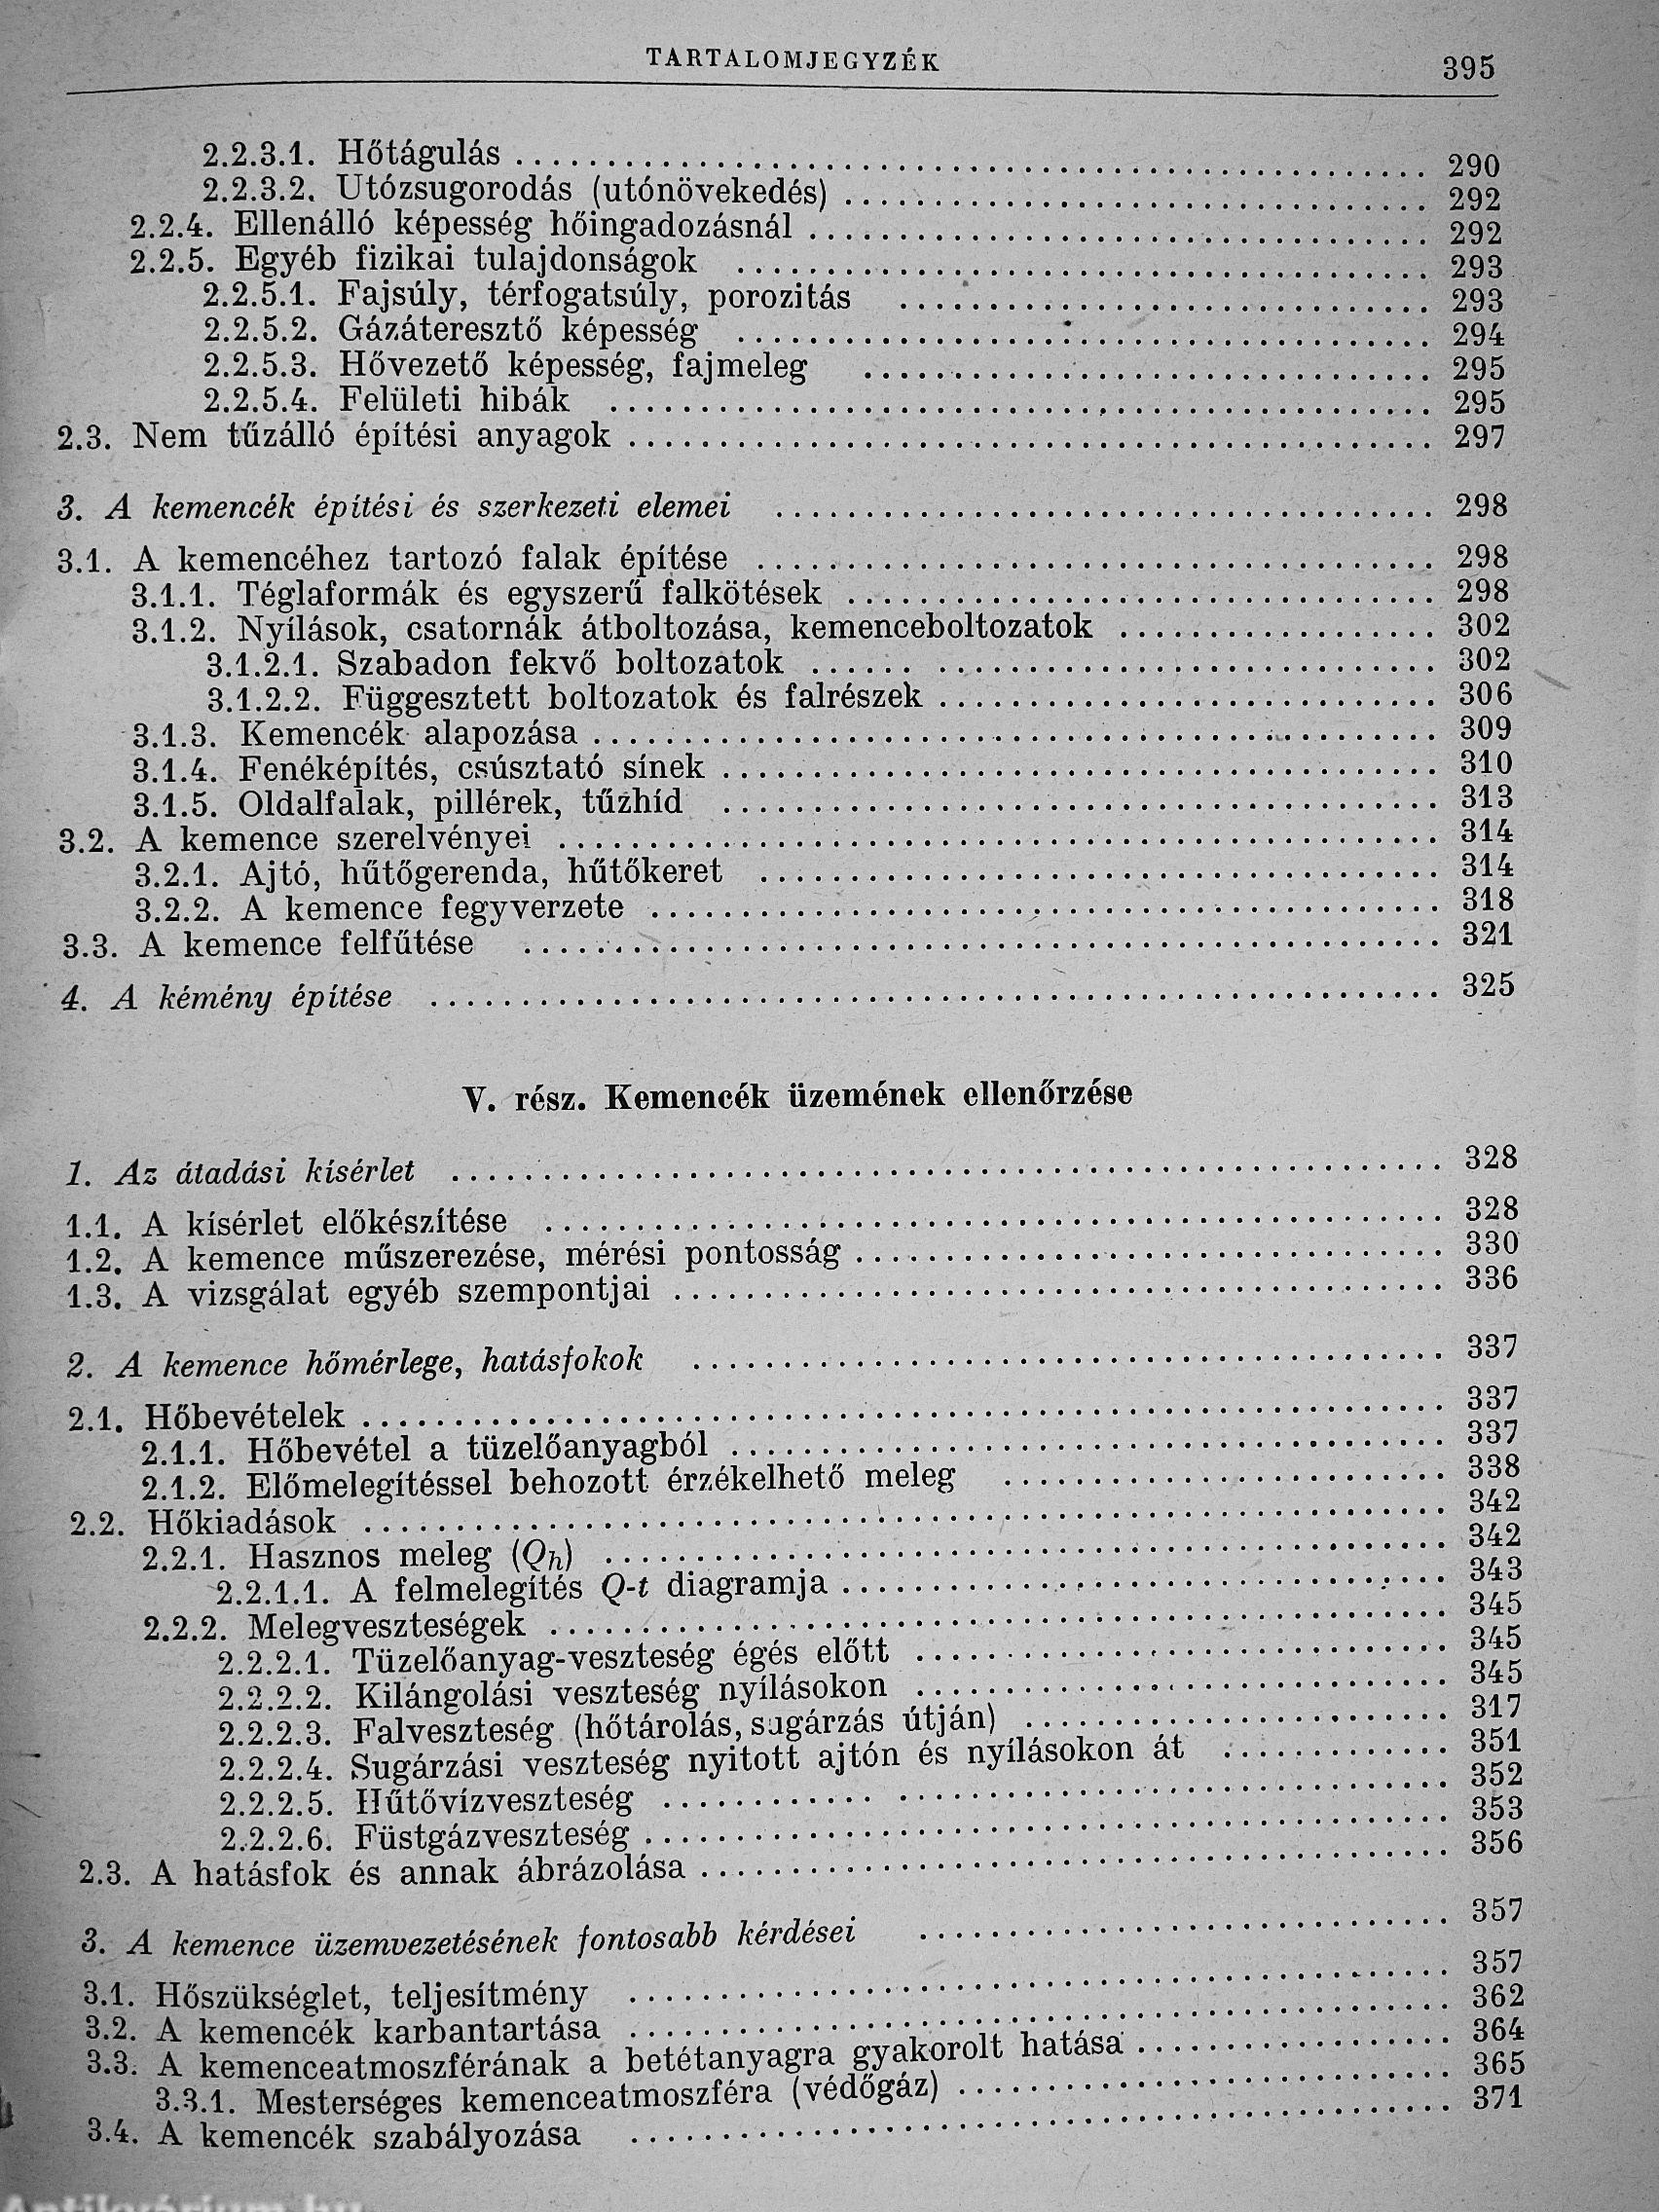 TARTALOMJEGYZÉK 395
2.2.3.1. Hőtágulás ........ 290
2.2.3.2. Utózsugorodás (utónövekedés) ........ 292
2.2.4. Ellenálló képesség hőingadozásnál ........ 292
2.2.5. Egyéb fizikai tulajdonságok ........ 293
2.2.5.1. Fajsúly, térfogatsúly, porozitás ........ 293
2.2.5.2. Gázáteresztő képesség ........ 294
2.2.5.3. Hővezető képesség, fajmeleg ........ 295
2.2.5.4. Felületi hibák ........ 295
2.3. Nem tűzálló építési anyagok ........ 297
3. A kemencék építési és szerkezeti elemei ........ 298
3.1. A kemencéhez tartozó falak építése ........ 298
3.1.1. Téglaformák és egyszerű falkötések ........ 298
3.1.2. Nyílások, csatornák átboltozása, kemenceboltozatok ........ 302
3.1.2.1. Szabadon fekvő boltozatok ........ 302
3.1.2.2. Függesztett boltozatok és falrészek ........ 306
3.1.3. Kemencék alapozása ........ 309
3.1.4. Fenéképítés, csúsztató sínek ........ 310
3.1.5. Oldalfalak, pillérek, tűzhíd ........ 313
3.2. A kemence szerelvényei ........ 314
3.2.1. Ajtó, hűtőgerenda, hűtőkeret ........ 314
3.2.2. A kemence fegyverzete ........ 318
3.3. A kemence felfűtése ........ 321
4. A kémény építése ........ 325
V. rész. Kemencék üzemének ellenőrzése
1. Az átadási kísérlet ........ 328
1.1. A kísérlet előkészítése ........ 328
1.2. A kemence műszerezése, mérési pontosság ........ 330
1.3. A vizsgálat egyéb szempontjai ........ 336
2. A kemence hőmérlege, hatásfokok ........ 337
2.1. Hőbevételek ........ 337
2.1.1. Hőbevétel a tüzelőanyagból ........ 337
2.1.2. Előmelegítéssel behozott érzékelhető meleg ........ 338
2.2. Hőkiadások ........ 342
2.2.1. Hasznos meleg (Qh) ........ 342
2.2.1.1. A felmelegítés Q-t diagramja ........ 343
2.2.2. Melegveszteségek ........ 345
2.2.2.1. Tüzelőanyag-veszteség égés előtt ........ 345
2.2.2.2. Kilángolási veszteség nyílásokon ........ 345
2.2.2.3. Falveszteség (hőtárolás, sugárzás útján) ........ 317
2.2.2.4. Sugárzási veszteség nyitott ajtón és nyílásokon át ........ 351
2.2.2.5. Hűtővízveszteség ........ 352
2.2.2.6. Füstgázveszteség ........ 353
2.3. A hatásfok és annak ábrázolása ........ 356
3. A kemence üzemvezetésének fontosabb kérdései ........ 357
3.1. Hőszükséglet, teljesítmény ........ 357
3.2. A kemencék karbantartása ........ 362
3.3. A kemenceatmoszférának a betétanyagra gyakorolt hatása ........ 364
3.3.1. Mesterséges kemenceatmoszféra (védőgáz) ........ 365
3.4. A kemencék szabályozása ........ 371